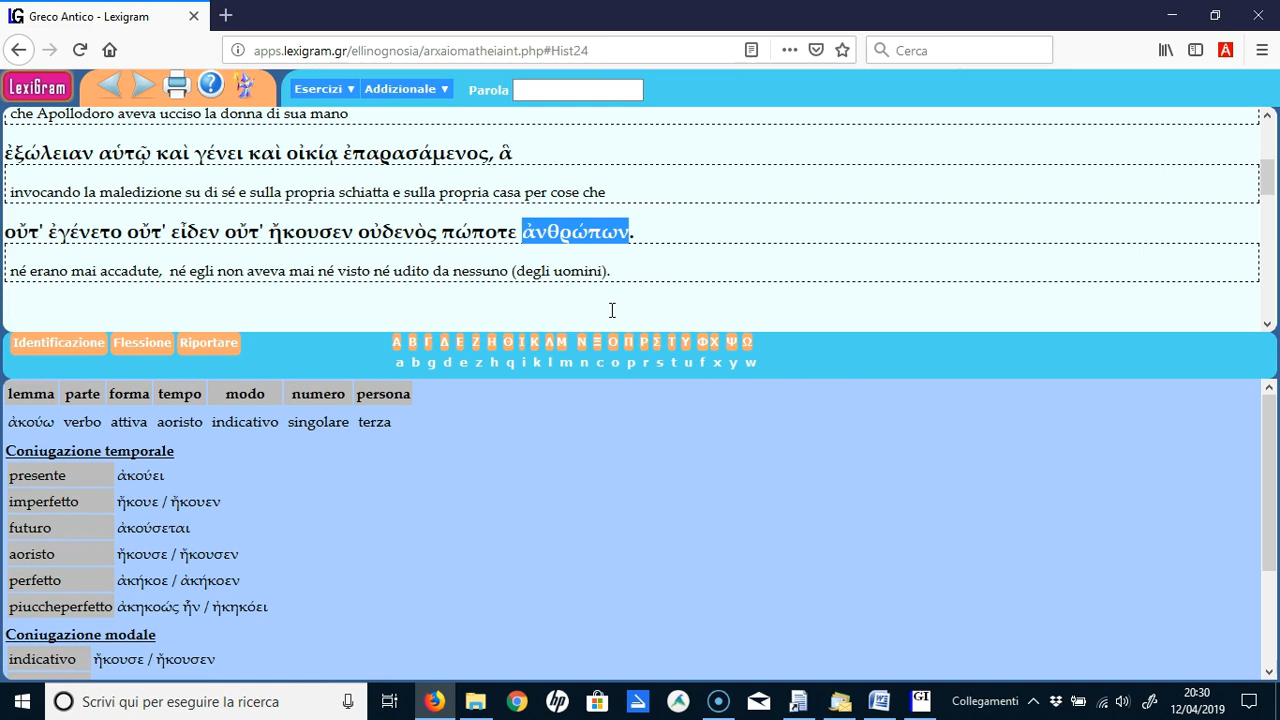 Greco Antico - Lexigram
apps.lexigram.gr/ellinognosia/arxaiomatheiaint.php#Hist24
Cerca
LEXIGRAM
Esercizi ▼ Addizionale ▼ Parola
che Apollodoro aveva ucciso la donna di sua mano
ἐξώλειαν αὑτῷ καὶ γένει καὶ οἰκίᾳ ἐπαρασάμενος, ἃ
invocando la maledizione su di sé e sulla propria schiatta e sulla propria casa per cose che
οὔτ' ἐγένετο οὔτ' εἶδεν οὔτ' ἤκουσεν οὐδενὸς πώποτε ἀνθρώπων.
né erano mai accadute, né egli non aveva mai né visto né udito da nessuno (degli uomini).
Identificazione Flessione Riportare
Α Β Γ Δ Ε Ζ Η Θ Ι Κ Λ Μ Ν Ξ Ο Π Ρ Σ Τ Υ Φ Χ Ψ Ω
a b g d e z h q i k l m n c o p r s t u f x y w
lemma parte forma tempo modo numero persona
ἀκούω verbo attiva aoristo indicativo singolare terza
Coniugazione temporale
presente ἀκούει
imperfetto ἤκουε / ἤκουεν
futuro ἀκούσεται
aoristo ἤκουσε / ἤκουσεν
perfetto ἀκήκοε / ἀκήκοεν
piuccheperfetto ἀκηκοώς ἦν / ἠκηκόει
Coniugazione modale
indicativo ἤκουσε / ἤκουσεν
Scrivi qui per eseguire la ricerca
Collegamenti
20:30
12/04/2019